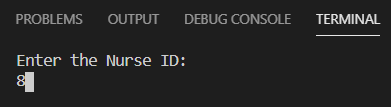 PROBLEMS OUTPUT DEBUG CONSOLE TERMINAL
Enter the Nurse ID:
8